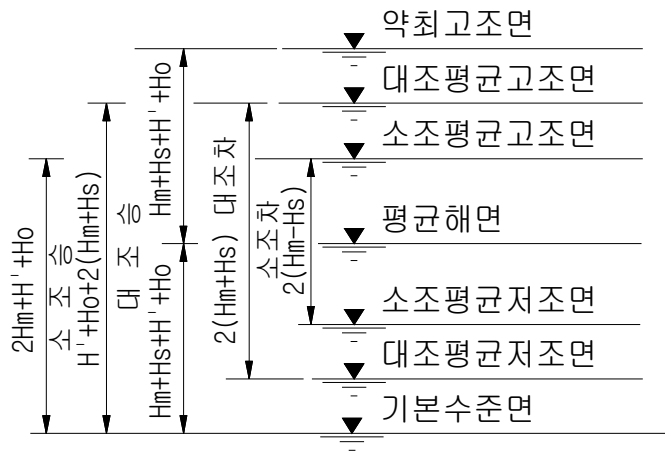 약최고조면
대조평균고조면
소조평균고조면
평균해면
소조평균저조면
대조평균저조면
기본수준면
2Hm+H'+Ho
소 조 승
H'+Ho+2(Hm+Hs)
대 조 승
Hm+Hs+H'+Ho
Hm+Hs+H'+Ho
2(Hm+Hs) 대조차
소조차
2(Hm-Hs)